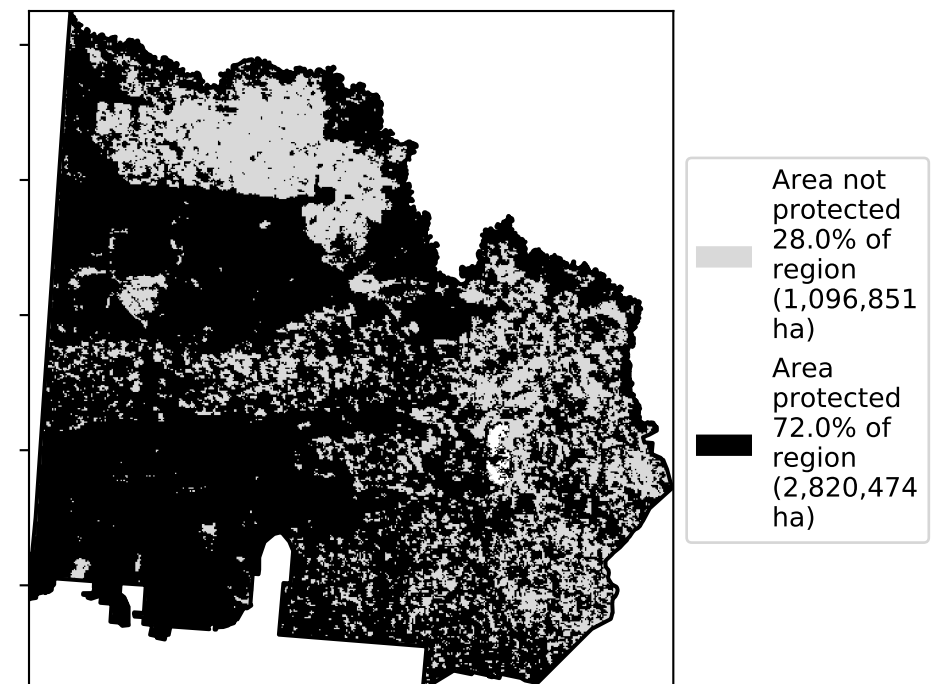 Area not
protected
28.0% of
region
(1,096,851
ha)
Area
protected
72.0% of
region
(2,820,474
ha)